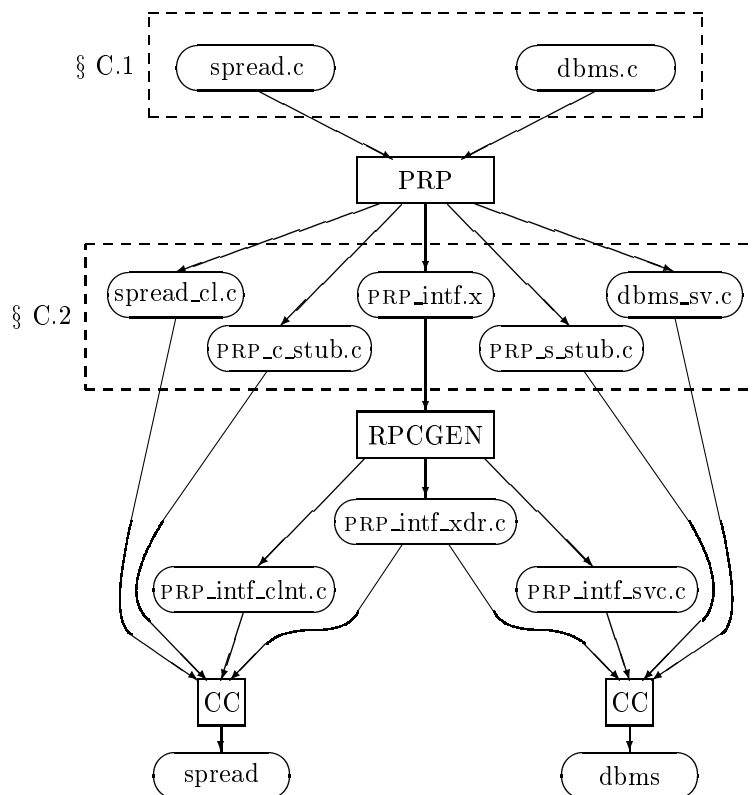 § C.1
spread.c
dbms.c
PRP
§ C.2
spread_cl.c
PRP_intf.x
dbms_sv.c
PRP_c_stub.c
PRP_s_stub.c
RPCGEN
PRP_intf_xdr.c
PRP_intf_clnt.c
PRP_intf_svc.c
CC
CC
spread
dbms